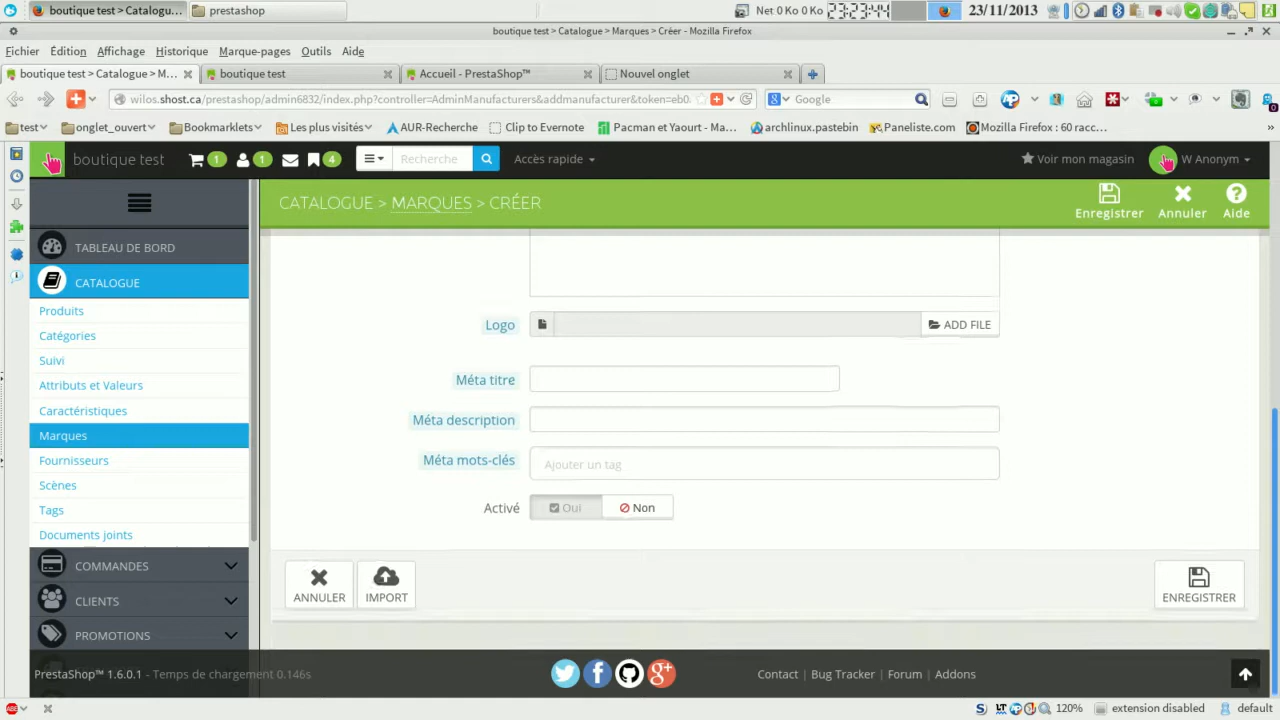 boutique test > Catalogu...
prestashop
Net 0 Ko 0 Ko
23:23:44
23/11/2013
boutique test > Catalogue > Marques > Créer - Mozilla Firefox
Fichier Édition Affichage Historique Marque-pages Outils Aide
boutique test > Catalogue > M...
boutique test
Accueil - PrestaShop™
Nouvel onglet
wilos.shost.ca/prestashop/admin6832/index.php?controller=AdminManufacturers&addmanufacturer&token=eb0
Google
test
onglet_ouvert
Bookmarklets
Les plus visités
AUR-Recherche
Clip to Evernote
Pacman et Yaourt - Ma...
archlinux.pastebin
Paneliste.com
Mozilla Firefox : 60 racc...
»
boutique test
1
1
4
Recherche
Accès rapide
Voir mon magasin
W Anonym
CATALOGUE > MARQUES > CRÉER
Enregistrer
Annuler
Aide
TABLEAU DE BORD
CATALOGUE
Produits
Catégories
Suivi
Attributs et Valeurs
Caractéristiques
Marques
Fournisseurs
Scènes
Tags
Documents joints
COMMANDES
CLIENTS
PROMOTIONS
Logo
ADD FILE
Méta titre
Méta description
Méta mots-clés
Ajouter un tag
Activé
Oui
Non
ANNULER
IMPORT
ENREGISTRER
PrestaShop™ 1.6.0.1 - Temps de chargement 0.146s
Contact | Bug Tracker | Forum | Addons
ABP
S
LT
120%
extension disabled
default